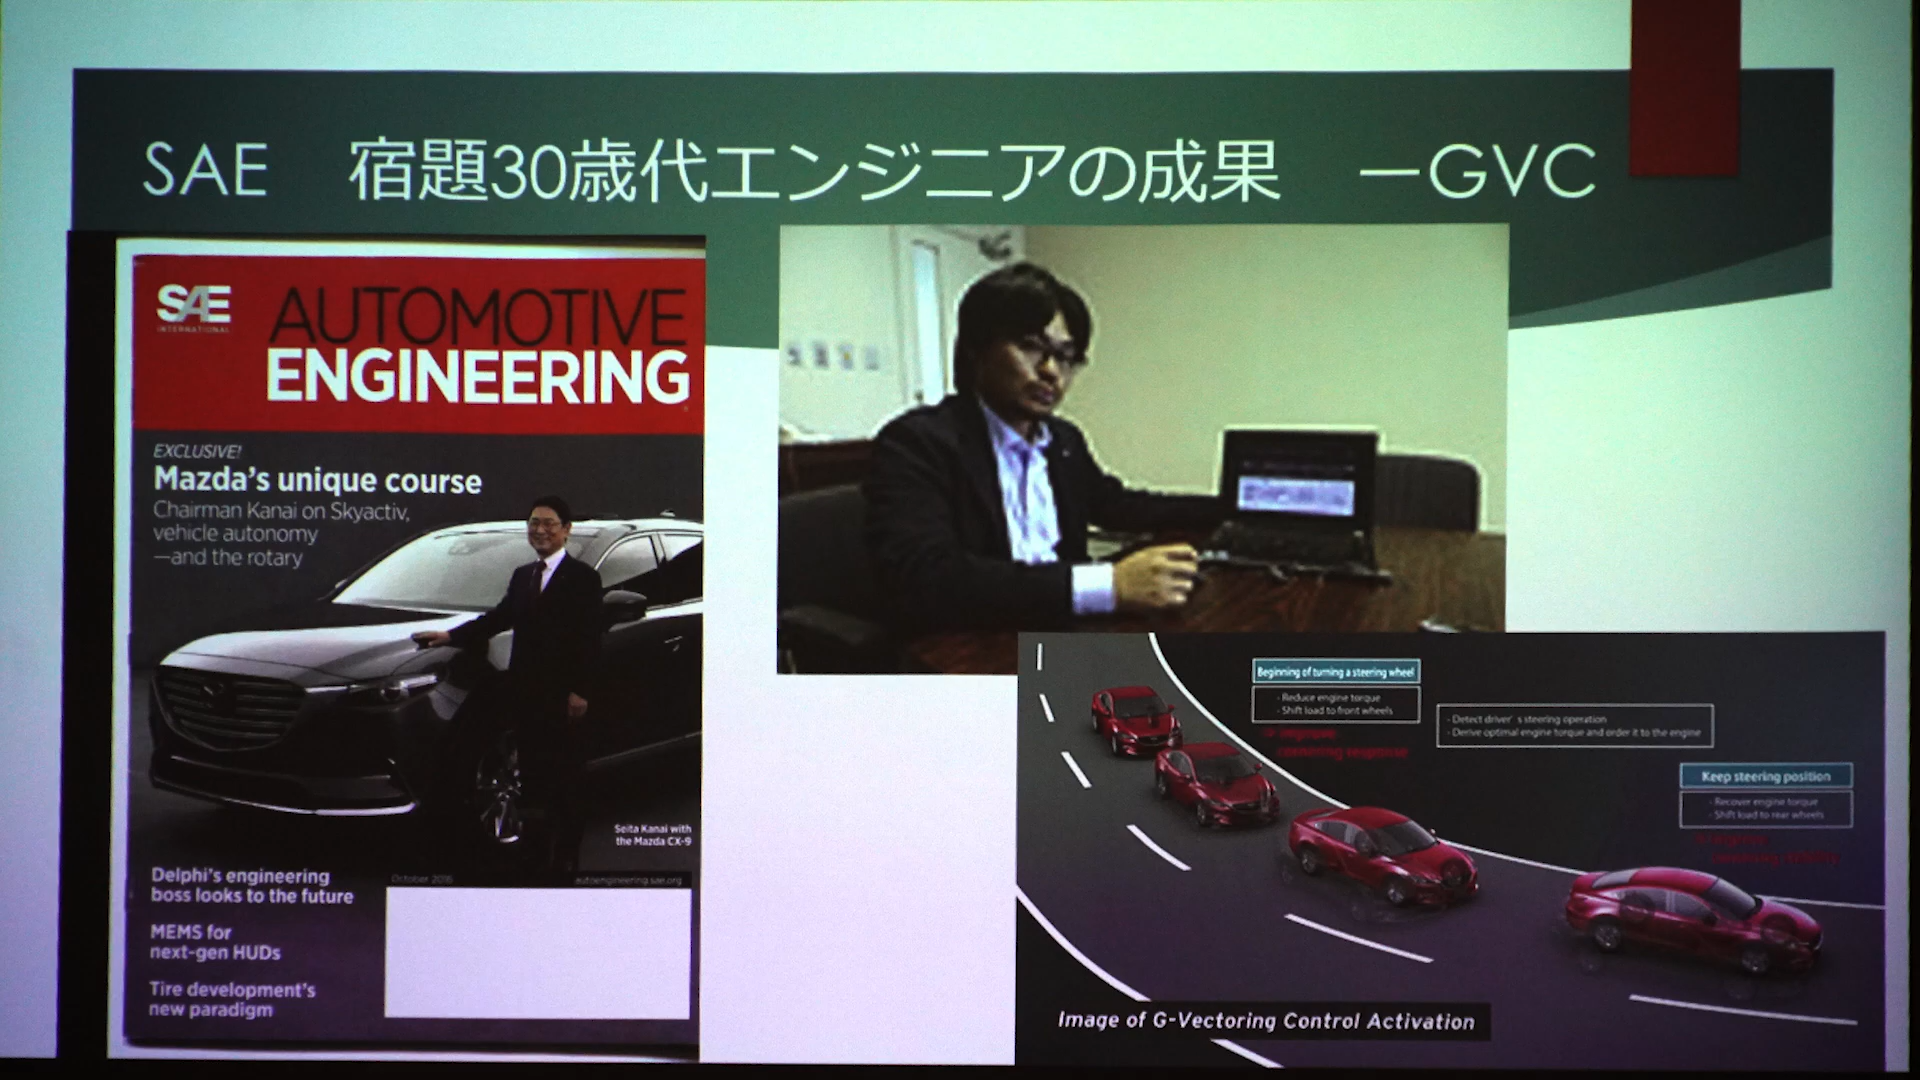 SAE 宿題30歳代エンジニアの成果 －GVC
SAE
INTERNATIONAL
AUTOMOTIVE
ENGINEERING
EXCLUSIVE!
Mazda's unique course
Chairman Kanai on Skyactiv,
vehicle autonomy
—and the rotary
Seita Kanai with
the Mazda CX-9
Delphi's engineering
boss looks to the future
MEMS for
next-gen HUDs
Tire development's
new paradigm
October 2016
autoengineering.sae.org
Beginning of turning a steering wheel
- Reduce engine torque
- Shift load to front wheels
improve
cornering response
- Detect driver's steering operation
- Derive optimal engine torque and order it to the engine
Keep steering position
- Recover engine torque
- Shift load to rear wheels
Image of G-Vectoring Control Activation